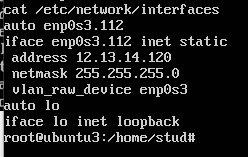 cat /etc/network/interfaces
auto enp0s3.112
iface enp0s3.112 inet static
address 12.13.14.120
netmask 255.255.255.0
vlan_raw_device enp0s3
auto lo
iface lo inet loopback
root@ubuntu3:/home/stud#